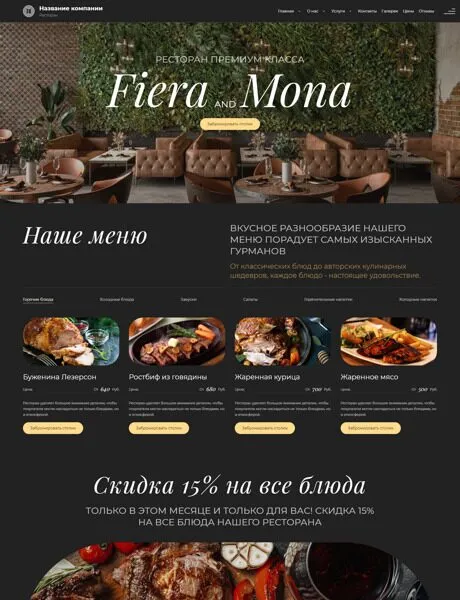 Название компании
Ресторан
Главная
О нас
Услуги
Контакты
Галерея
Цены
Отзывы
РЕСТОРАН ПРЕМИУМ КЛАССА
Fiera AND Mona
Забронировать столик
Наше меню
ВКУСНОЕ РАЗНООБРАЗИЕ НАШЕГО
МЕНЮ ПОРАДУЕТ САМЫХ ИЗЫСКАННЫХ
ГУРМАНОВ
От классических блюд до авторских кулинарных
шедевров, каждое блюдо - настоящее удовольствие.
Горячие блюда
Холодные блюда
Закуски
Салаты
Горячительные напитки
Холодные напитки
Буженина Лезерсон
Цена: От 640 руб.
Ресторан уделяет большое внимание деталям, чтобы
покупатели могли насладиться не только блюдами, но
и атмосферой.
Забронировать столик
Ростбиф из говядины
Цена: От 680 руб.
Ресторан уделяет большое внимание деталям, чтобы
покупатели могли насладиться не только блюдами, но
и атмосферой.
Забронировать столик
Жаренная курица
Цена: От 700 руб.
Ресторан уделяет большое внимание деталям, чтобы
покупатели могли насладиться не только блюдами, но
и атмосферой.
Забронировать столик
Жаренное мясо
Цена: От 500 руб.
Ресторан уделяет большое внимание деталям, чтобы
покупатели могли насладиться не только блюдами, но
и атмосферой.
Забронировать столик
Скидка 15% на все блюда
ТОЛЬКО В ЭТОМ МЕСЯЦЕ И ТОЛЬКО ДЛЯ ВАС! СКИДКА 15%
НА ВСЕ БЛЮДА НАШЕГО РЕСТОРАНА